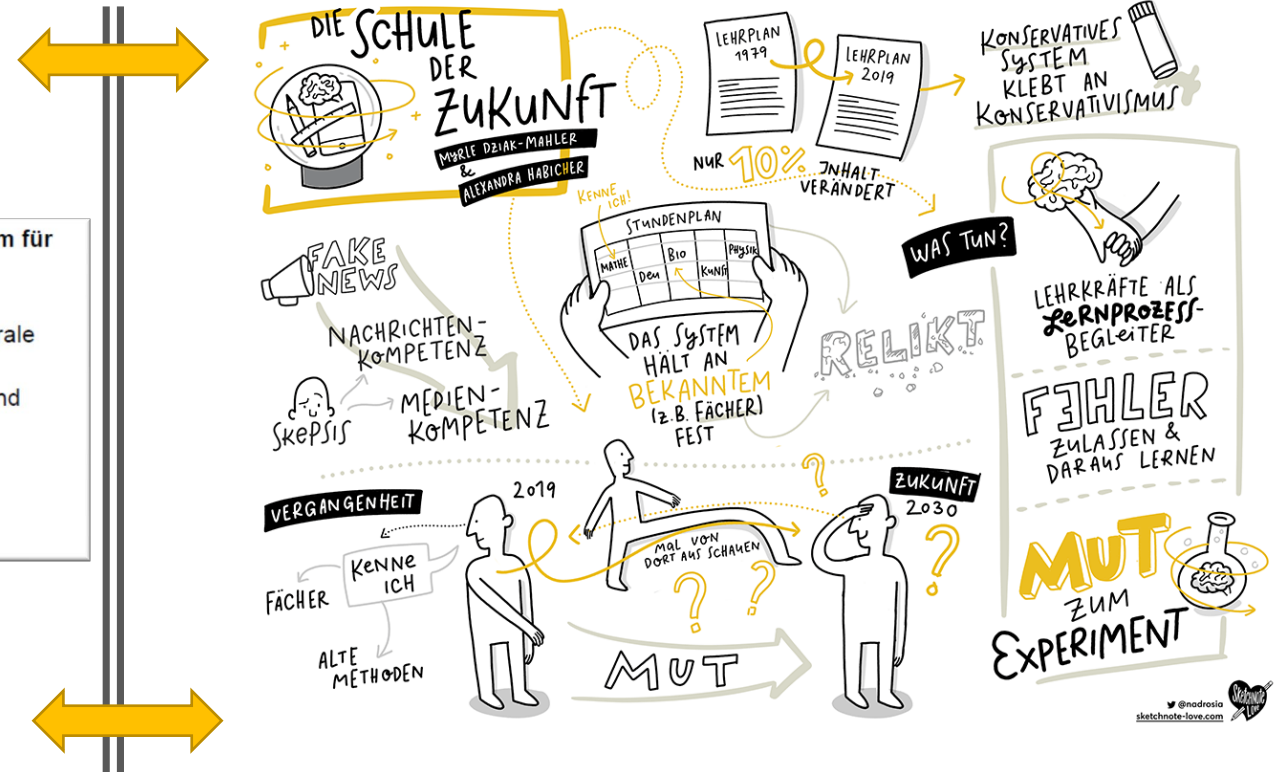 m für
rale
nd
DIE SCHULE
DER
ZUKUNFT
MYRLE DZIAK-MAHLER
&
ALEXANDRA HABICHER
LEHRPLAN
1979
LEHRPLAN
2019
NUR 10% INHALT
VERÄNDERT
KONSERVATIVES
SYSTEM
KLEBT AN
KONSERVATIVISMUS
FAKE
NEWS
NACHRICHTEN-
KOMPETENZ
SKEPSIS
MEDIEN-
KOMPETENZ
KENNE
ICH!
STUNDENPLAN
MATHE
Deu
BIO
KUNST
PHYSIK
DAS SYSTEM
HÄLT AN
BEKANNTEM
(Z.B. FÄCHER)
FEST
RELIKT
WAS TUN?
LEHRKRÄFTE ALS
LERNPROZESS-
BEGLEITER
FEHLER
ZULASSEN &
DARAUS LERNEN
MUT
ZUM
EXPERIMENT
VERGANGENHEIT
2019
KENNE
ICH
FÄCHER
ALTE
METHODEN
?
MAL VON
DORT AUS SCHAUEN
? ?
ZUKUNFT
2030
?
MUT
@nadrosia
sketchnote-love.com
Sketchnote
Love